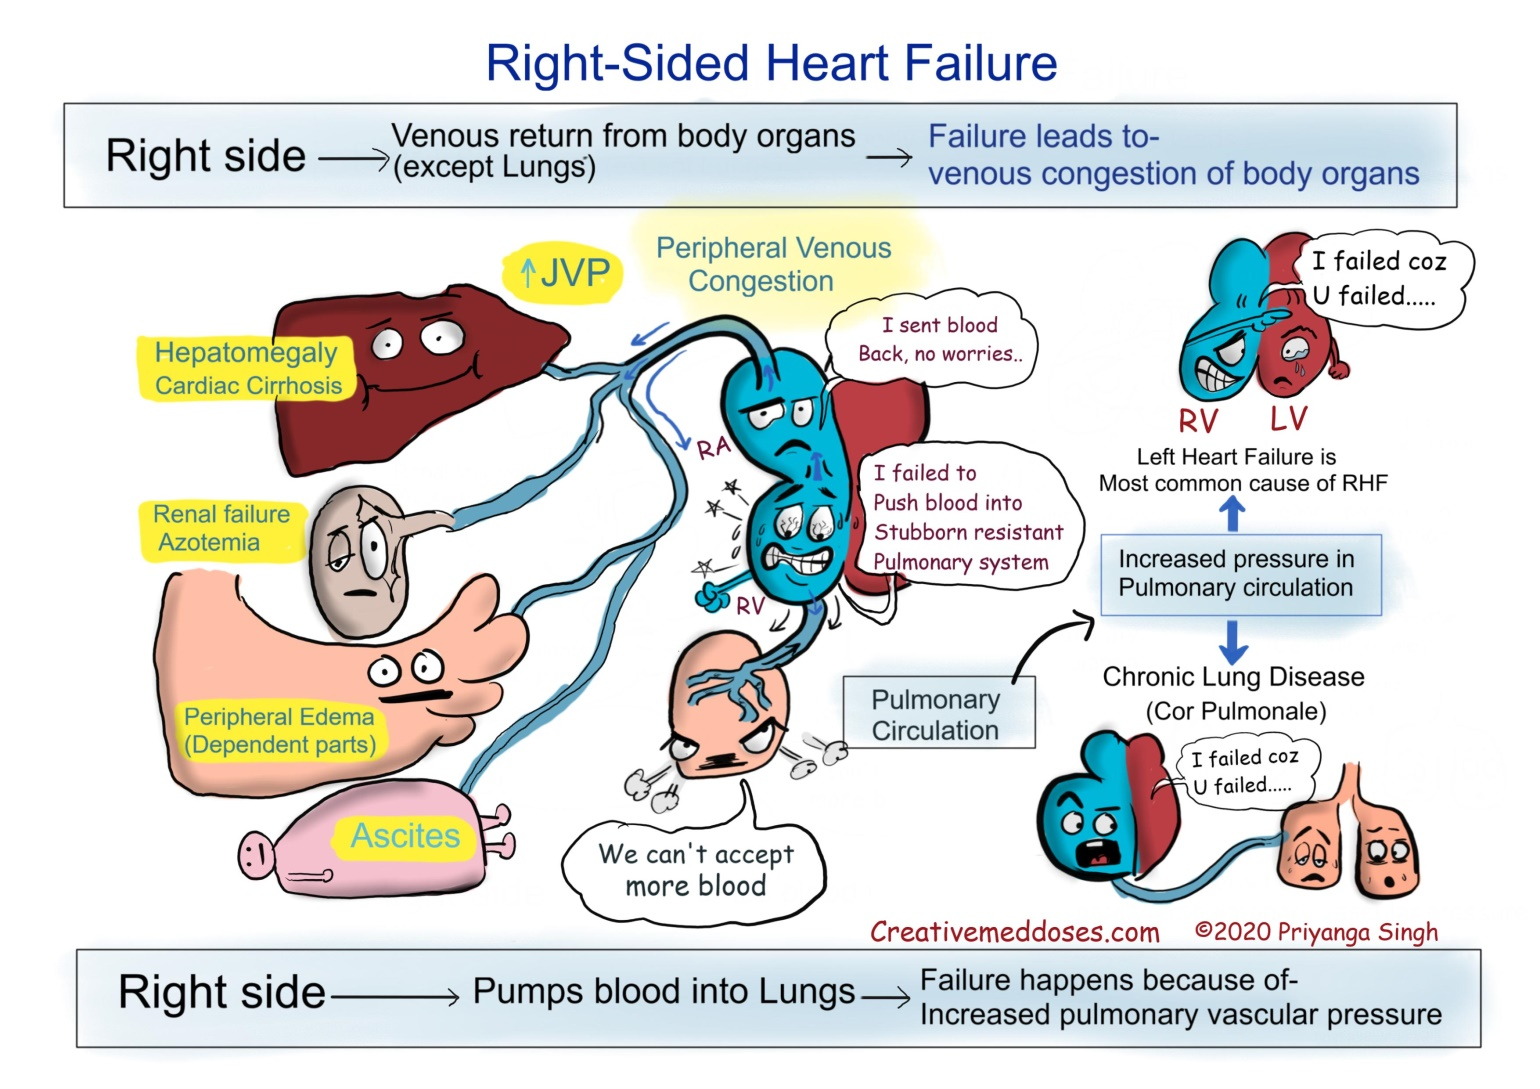 Right-Sided Heart Failure
Right side
Venous return from body organs
(except Lungs)
Failure leads to-
venous congestion of body organs
↑JVP
Peripheral Venous
Congestion
Hepatomegaly
Cardiac Cirrhosis
I sent blood
Back, no worries..
RA
I failed to
Push blood into
Stubborn resistant
Pulmonary system
RV
Renal failure
Azotemia
Peripheral Edema
(Dependent parts)
Ascites
We can't accept
more blood
Pulmonary
Circulation
I failed coz
U failed.....
RV LV
Left Heart Failure is
Most common cause of RHF
Increased pressure in
Pulmonary circulation
Chronic Lung Disease
(Cor Pulmonale)
I failed coz
U failed.....
Creativemeddoses.com ©2020 Priyanga Singh
Right side
Pumps blood into Lungs
Failure happens because of-
Increased pulmonary vascular pressure